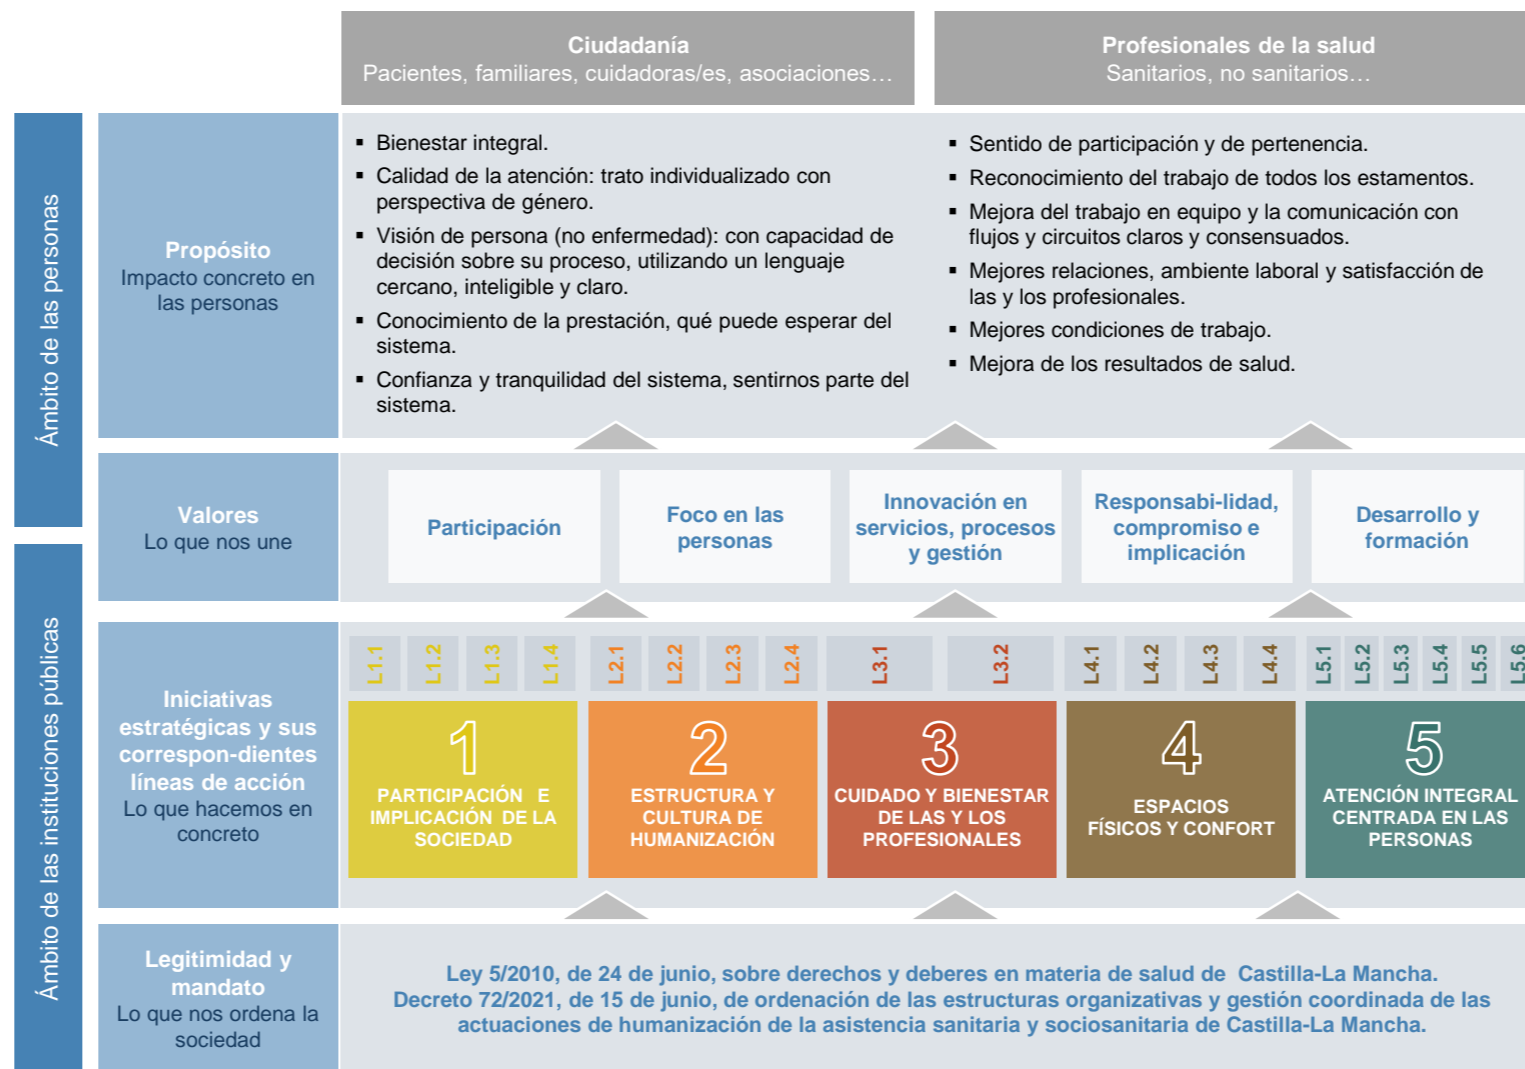 Ciudadanía
Pacientes, familiares, cuidadoras/es, asociaciones…
Profesionales de la salud
Sanitarios, no sanitarios…
Ámbito de las personas
Propósito
Impacto concreto en
las personas
▪ Bienestar integral.
▪ Calidad de la atención: trato individualizado con
perspectiva de género.
▪ Visión de persona (no enfermedad): con capacidad de
decisión sobre su proceso, utilizando un lenguaje
cercano, inteligible y claro.
▪ Conocimiento de la prestación, qué puede esperar del
sistema.
▪ Confianza y tranquilidad del sistema, sentirnos parte del
sistema.
▪ Sentido de participación y de pertenencia.
▪ Reconocimiento del trabajo de todos los estamentos.
▪ Mejora del trabajo en equipo y la comunicación con
flujos y circuitos claros y consensuados.
▪ Mejores relaciones, ambiente laboral y satisfacción de
las y los profesionales.
▪ Mejores condiciones de trabajo.
▪ Mejora de los resultados de salud.
Valores
Lo que nos une
Participación
Foco en las
personas
Innovación en
servicios, procesos
y gestión
Responsabi-lidad,
compromiso e
implicación
Desarrollo y
formación
Ámbito de las instituciones públicas
Iniciativas
estratégicas y sus
correspon-dientes
líneas de acción
Lo que hacemos en
concreto
L1.1
L1.2
L1.3
L1.4
L2.1
L2.2
L2.3
L2.4
L3.1
L3.2
L4.1
L4.2
L4.3
L4.4
L5.1
L5.2
L5.3
L5.4
L5.5
L5.6
1
PARTICIPACIÓN E
IMPLICACIÓN DE LA
SOCIEDAD
2
ESTRUCTURA Y
CULTURA DE
HUMANIZACIÓN
3
CUIDADO Y BIENESTAR
DE LAS Y LOS
PROFESIONALES
4
ESPACIOS
FÍSICOS Y CONFORT
5
ATENCIÓN INTEGRAL
CENTRADA EN LAS
PERSONAS
Legitimidad y
mandato
Lo que nos ordena la
sociedad
Ley 5/2010, de 24 de junio, sobre derechos y deberes en materia de salud de Castilla-La Mancha.
Decreto 72/2021, de 15 de junio, de ordenación de las estructuras organizativas y gestión coordinada de las
actuaciones de humanización de la asistencia sanitaria y sociosanitaria de Castilla-La Mancha.